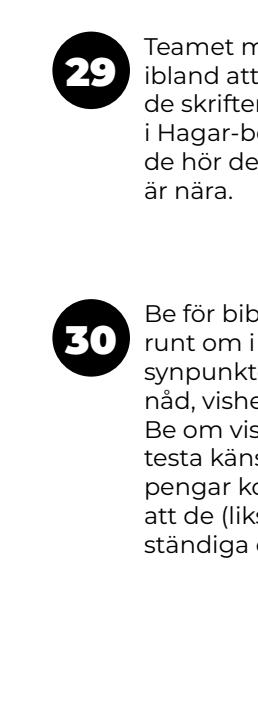 29
Teamet m
ibland att
de skrifter
i Hagar-be
de hör de
är nära.
30
Be för bib
runt om i
synpunkt
nåd, vishe
Be om vis
testa käns
pengar ko
att de (liks
ständiga